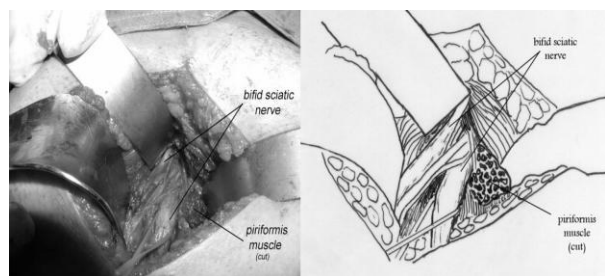 bifid sciatic
nerve
piriformis
muscle
(cut)
bifid sciatic
nerve
piriformis
muscle
(cut)